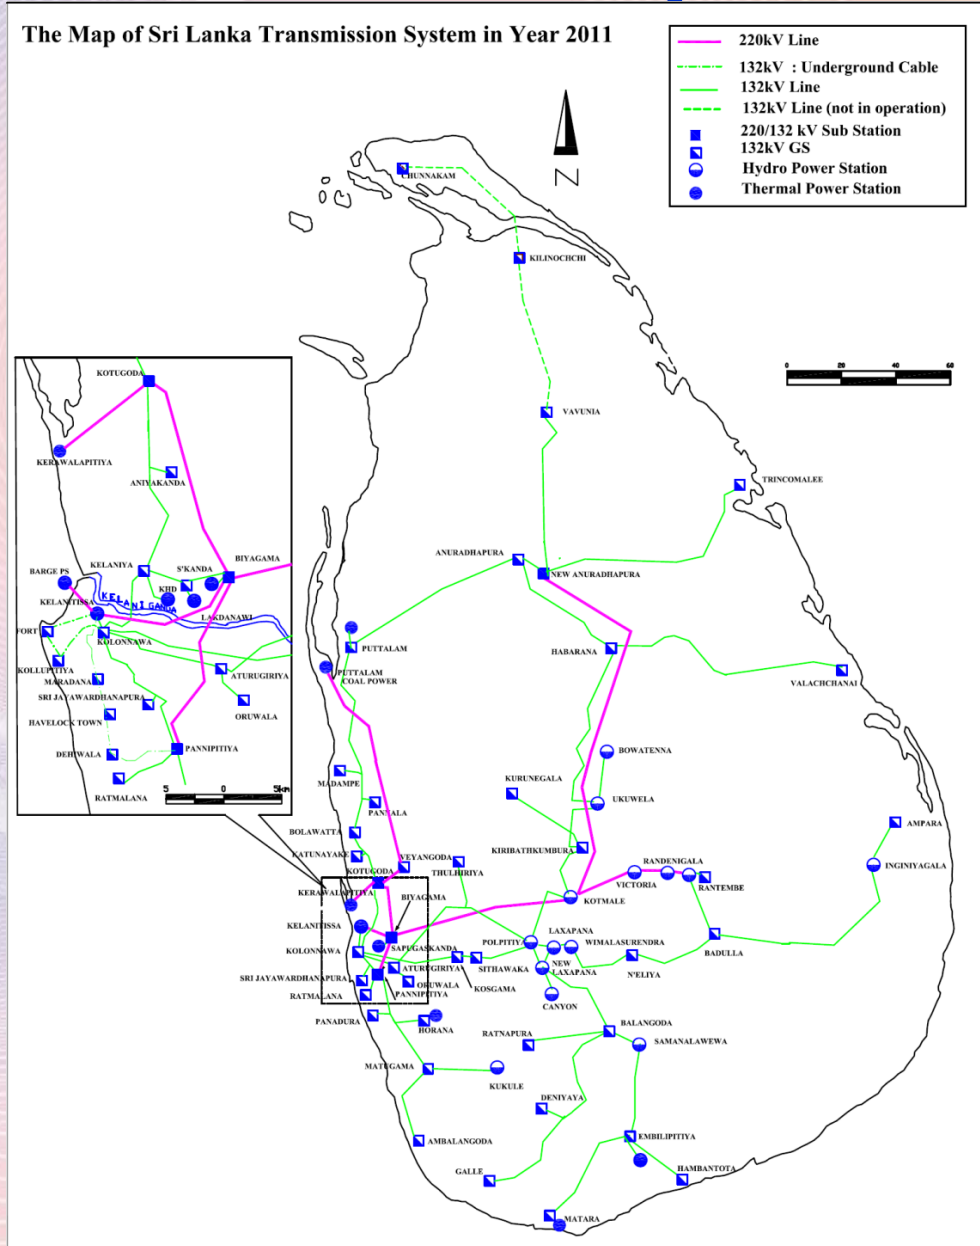 The Map of Sri Lanka Transmission System in Year 2011
220kV Line
132kV : Underground Cable
132kV Line
132kV Line (not in operation)
220/132 kV Sub Station
132kV GS
Hydro Power Station
Thermal Power Station
N
CHUNNAKAM
KILINOCHCHI
0 20 40 60
VAVUNIA
TRINCOMALEE
ANURADHAPURA
NEW ANURADHAPURA
PUTTALAM
HABARANA
PUTTALAM
COAL POWER
VALACHCHANAI
BOWATENNA
MADAMPE
KURUNEGALA
UKUWELA
PANNALA
AMPARA
BOLAWATTA
KIRIBATHKUMBURA
KATUNAYAKE
VEYANGODA
THULHIRIYA
RANDENIGALA
INGINIYAGALA
KOTUGODA
VICTORIA
RANTEMBE
KERAWALAPITIYA
BIYAGAMA
KOTMALE
KELANITISSA
LAXAPANA
KOLONNAWA
SAPUGASKANDA
POLPITIYA
WIMALASURENDRA
BADULLA
ATURUGIRIYA
SITHAWAKA
NEW
LAXAPANA
N'ELIYA
SRI JAYAWARDHANAPURA
ORUWALA
KOSGAMA
RATMALANA
PANNIPITIYA
CANYON
PANADURA
HORANA
RATNAPURA
BALANGODA
SAMANALAWEWA
MATUGAMA
KUKULE
DENIYAYA
AMBALANGODA
EMBILIPITIYA
GALLE
HAMBANTOTA
MATARA
KOTUGODA
KERAWALAPITIYA
ANIYAKANDA
BIYAGAMA
KELANIYA
S'KANDA
BARGE PS
KHD
KELANITISSA
KELANI GANGA
LAKDANAWI
FORT
KOLONNAWA
KOLLUPITIYA
MARADANA
ATURUGIRIYA
SRI JAYAWARDHANAPURA
ORUWALA
HAVELOCK TOWN
DEHIWALA
PANNIPITIYA
RATMALANA
5 0 5km